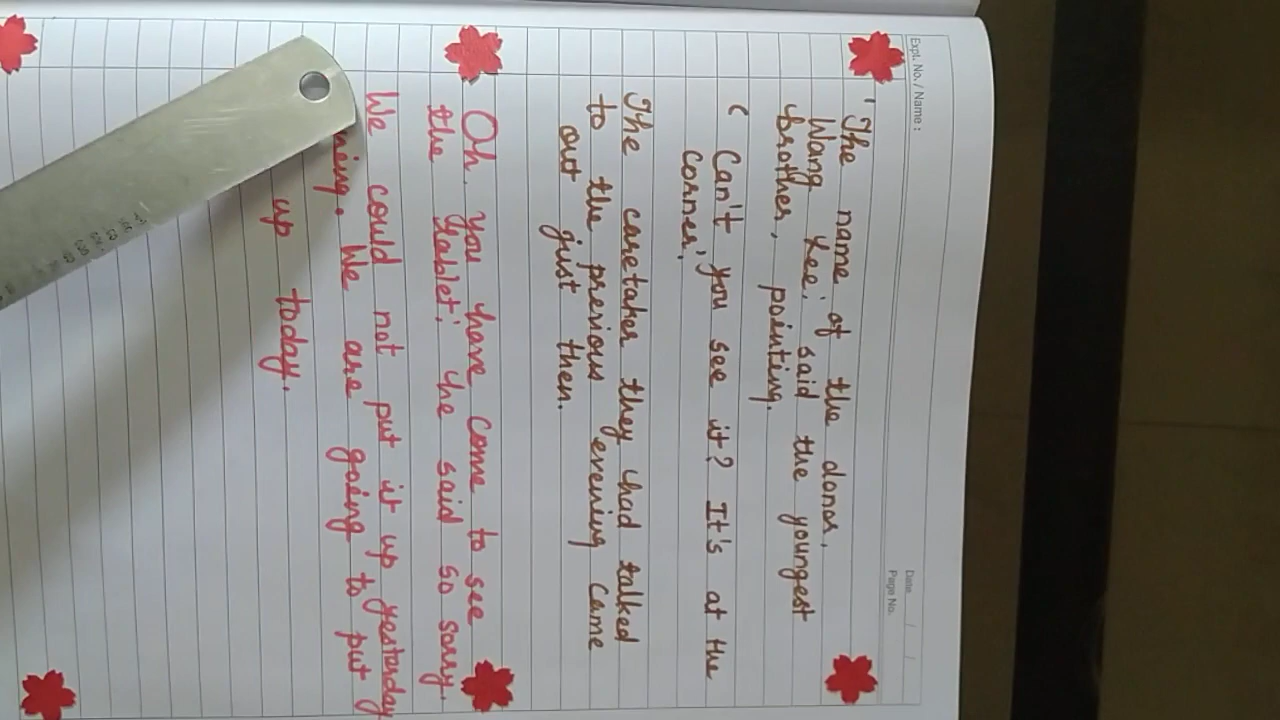 Expt. No. / Name :
Date / /
Page No.
'The name of the donor,
Wang Lee', said the youngest
brother, pointing.
( Can't you see it? It's at the
corner'.
The caretaker they had talked
to the previous evening came
out just then.
Oh. you have come to see
the tablet', he said so sorry.
We could not put it up yesterday
We are going to put
up today.